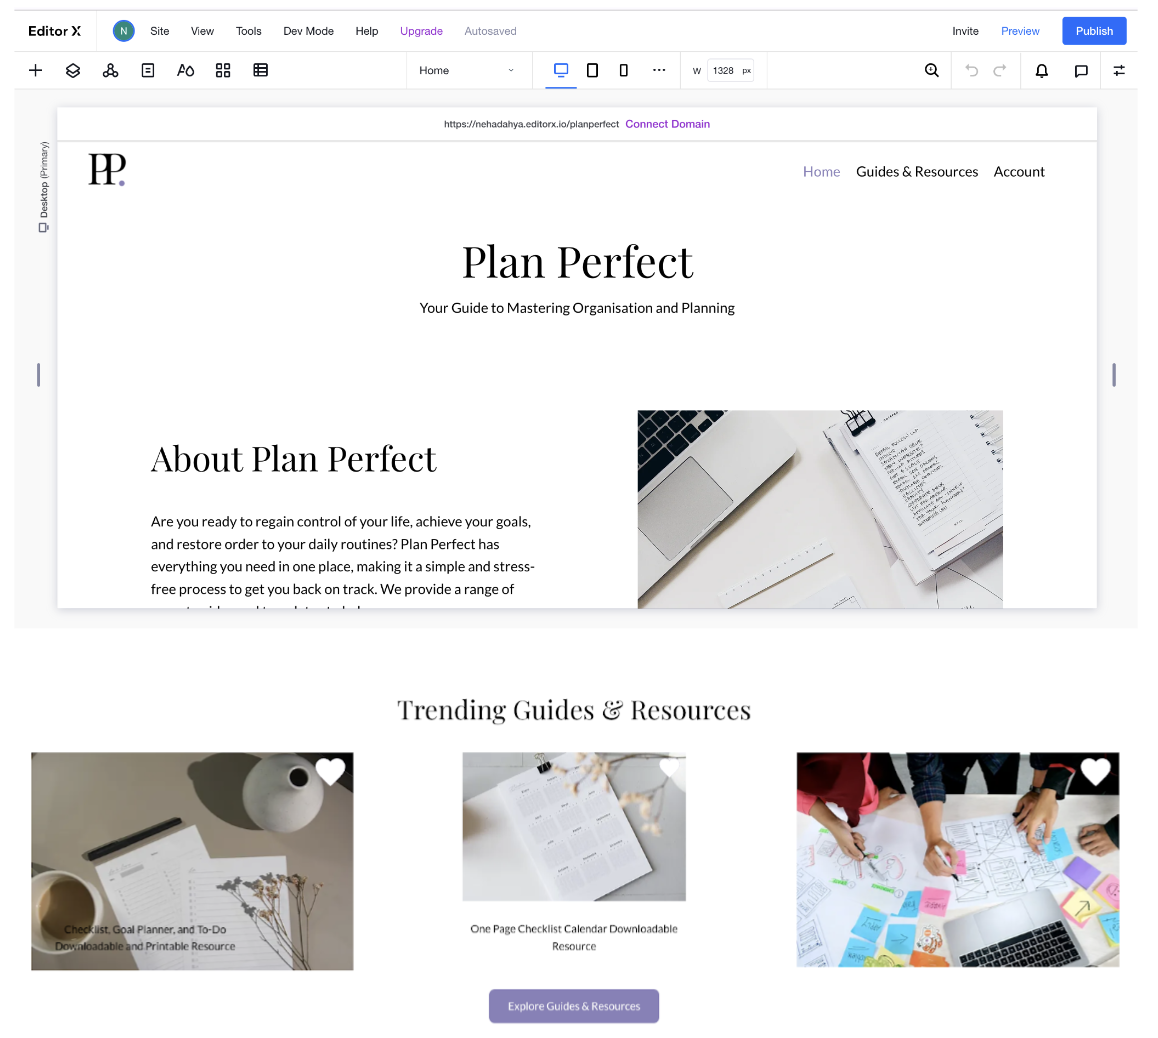 Editor X N Site View Tools Dev Mode Help Upgrade Autosaved Invite Preview Publish
Home W 1328 px
Desktop (Primary)
https://nehadahya.editorx.io/planperfect Connect Domain
PP. Home Guides & Resources Account
Plan Perfect
Your Guide to Mastering Organisation and Planning
About Plan Perfect
Are you ready to regain control of your life, achieve your goals,
and restore order to your daily routines? Plan Perfect has
everything you need in one place, making it a simple and stress-
free process to get you back on track. We provide a range of
Trending Guides & Resources
Checklist, Goal Planner, and To-Do
Downloadable and Printable Resource
One Page Checklist Calendar Downloadable
Resource
Explore Guides & Resources